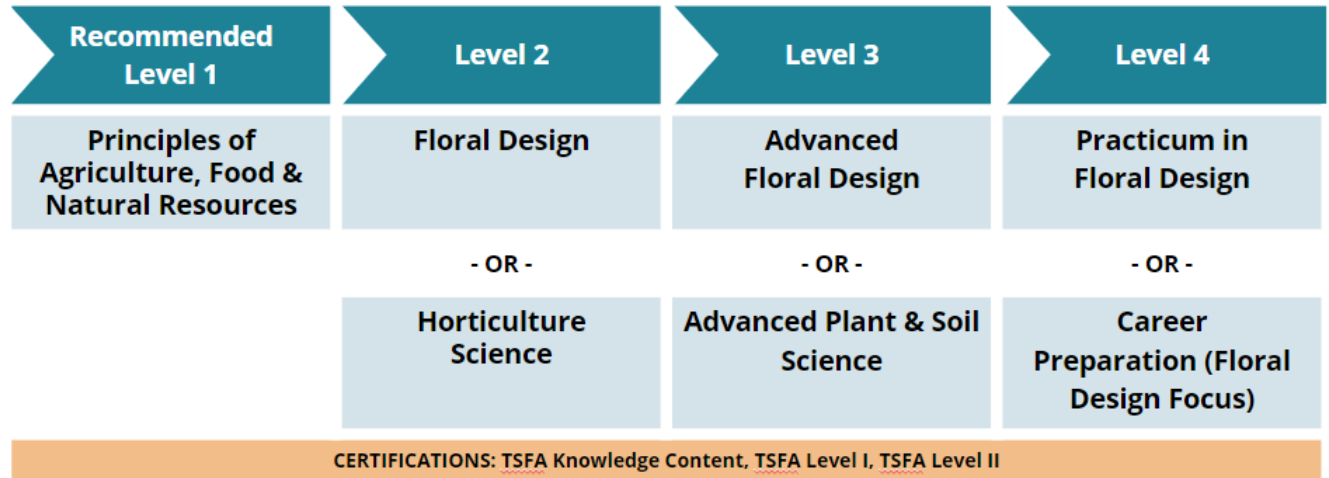 Recommended
Level 1
Level 2
Level 3
Level 4
Principles of
Agriculture, Food &
Natural Resources
Floral Design
Advanced
Floral Design
Practicum in
Floral Design
- OR -
- OR -
- OR -
Horticulture
Science
Advanced Plant & Soil
Science
Career
Preparation (Floral
Design Focus)
CERTIFICATIONS: TSFA Knowledge Content, TSFA Level I, TSFA Level II